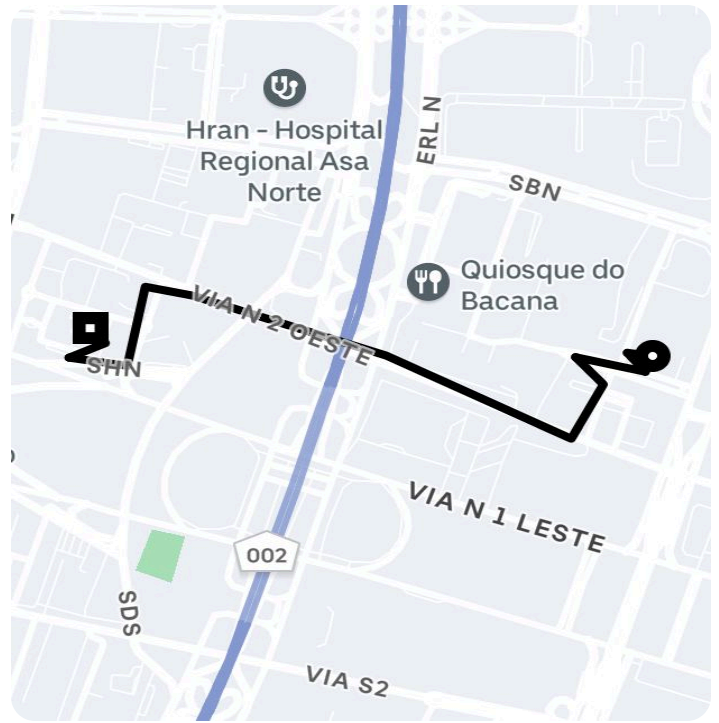 Hran - Hospital
Regional Asa
Norte
ERL N
SBN
Quiosque do
Bacana
VIA N 2 OESTE
SHN
VIA N 1 LESTE
002
SDS
VIA S2